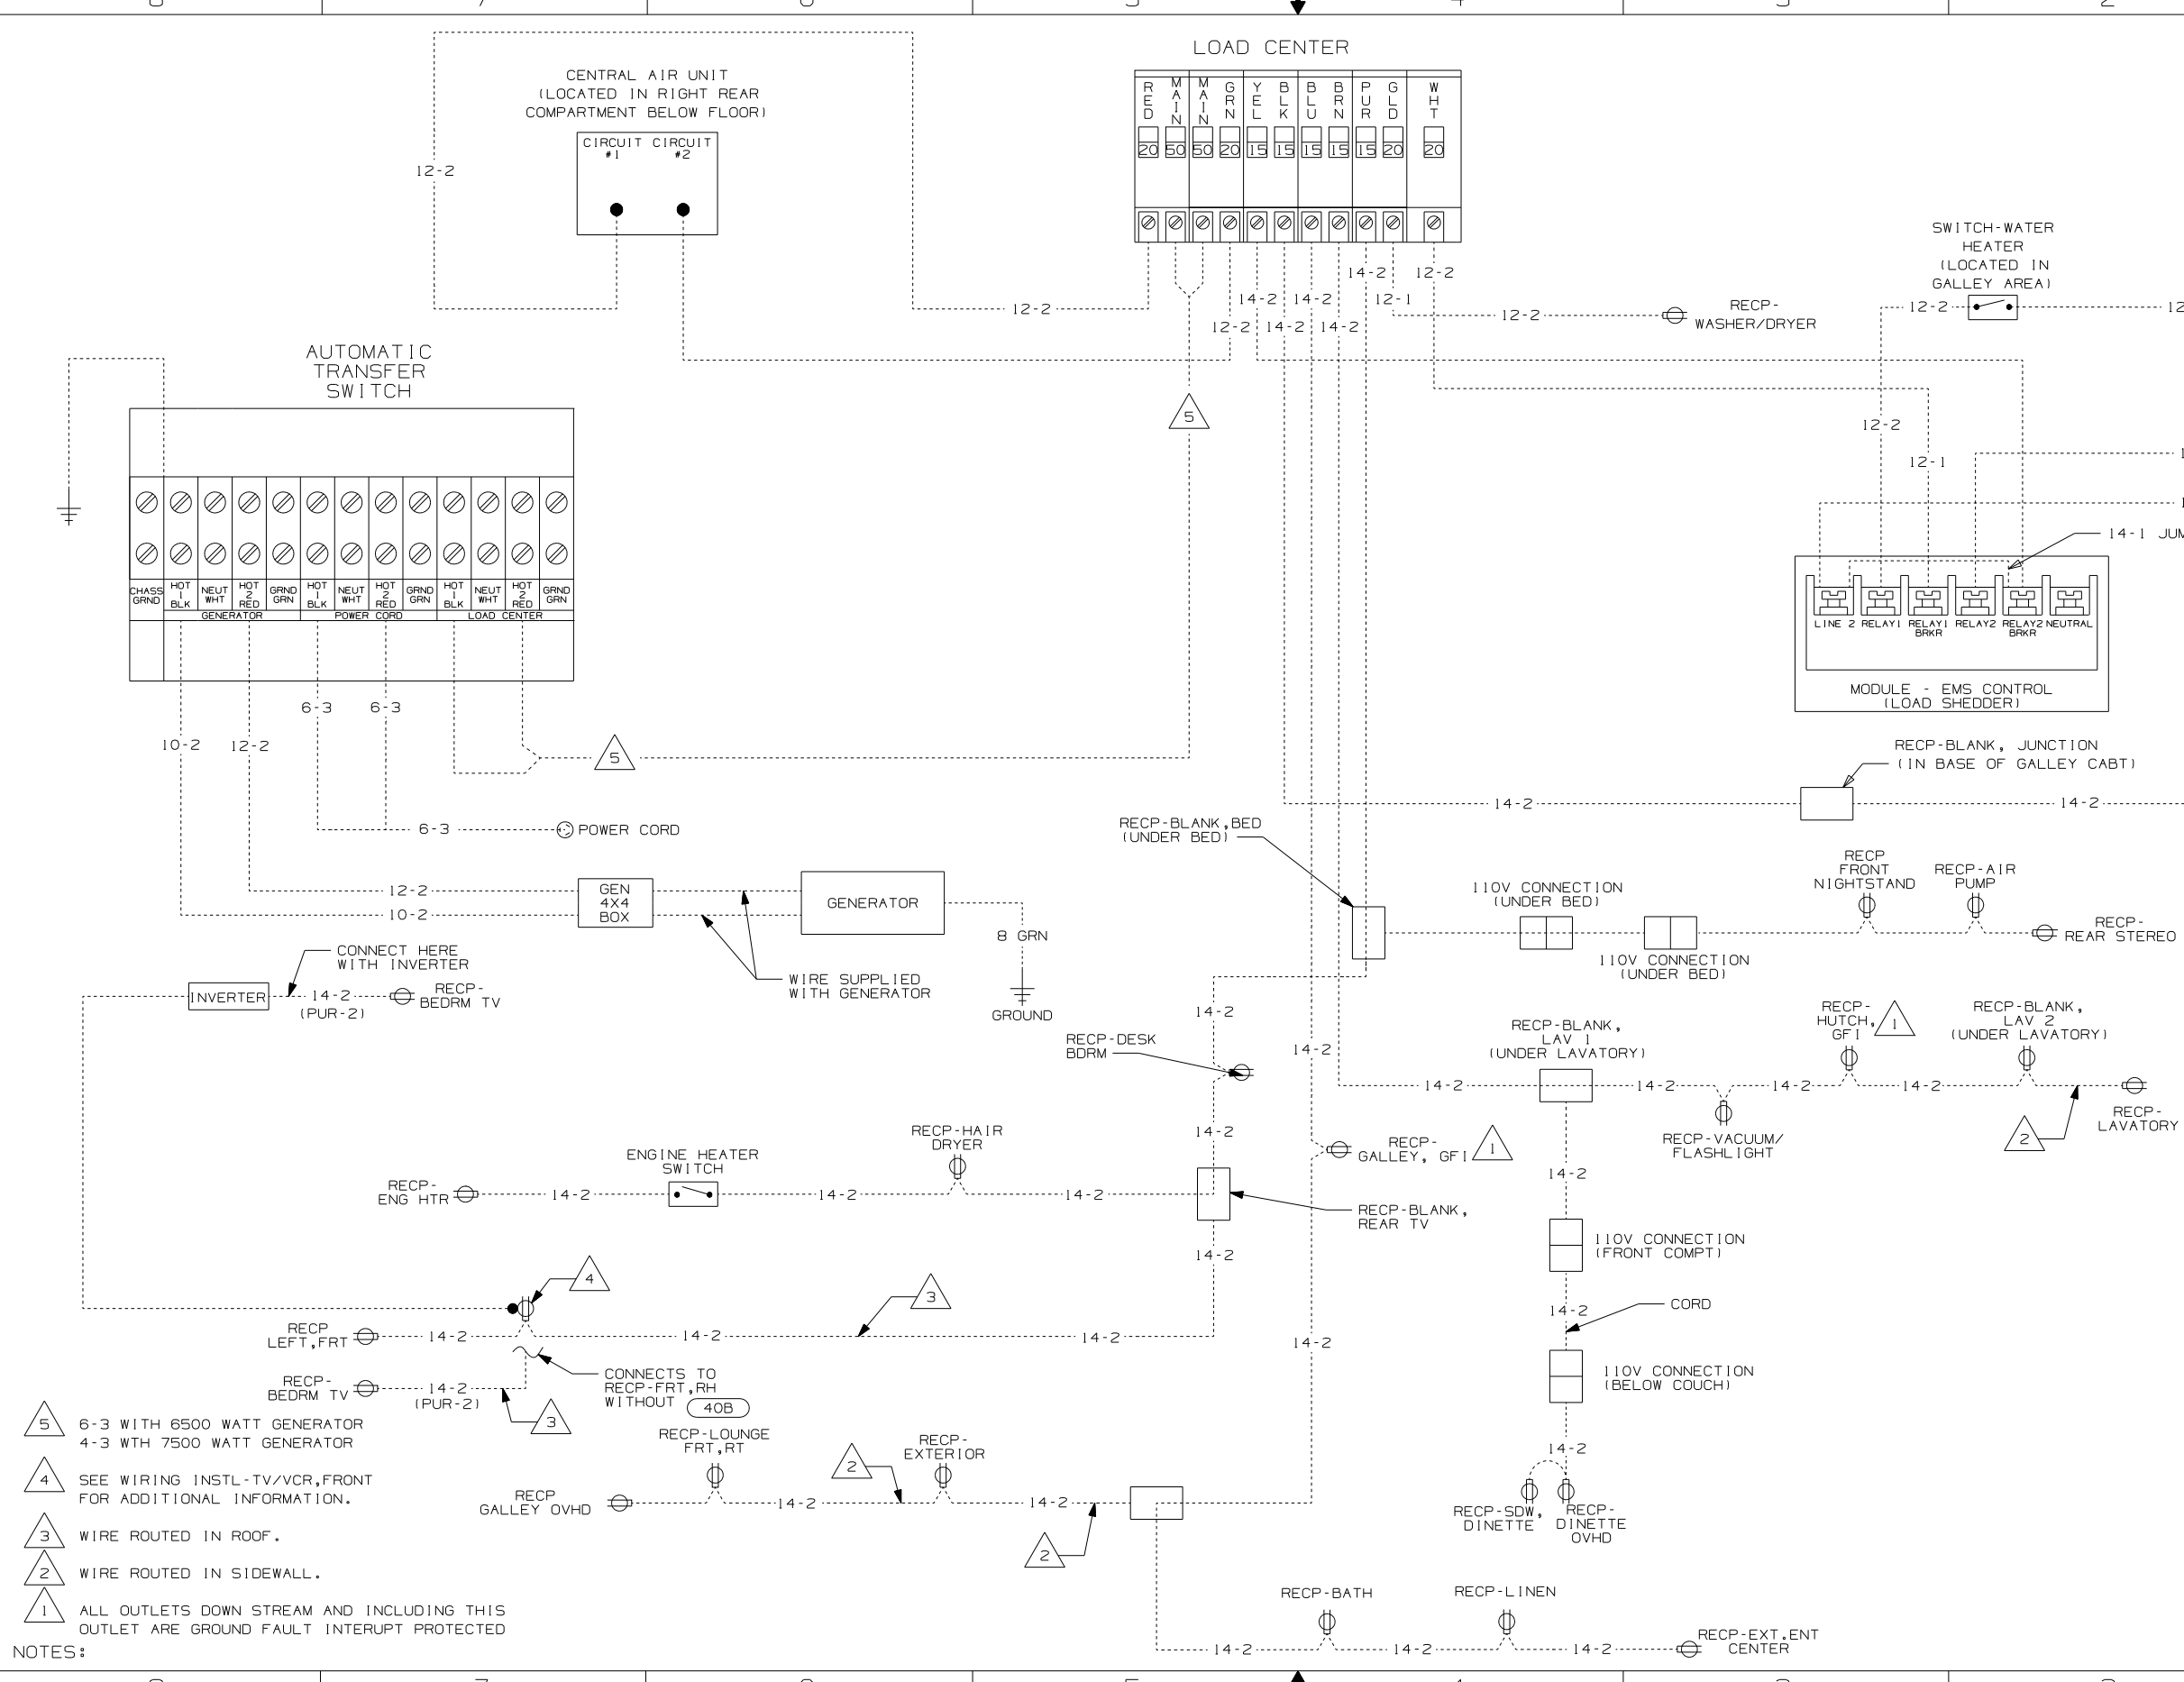 LOAD CENTER
RED MAIN MAIN GRN YEL BLK BLU BRN PUR GLD WHT
20 50 50 20 15 15 15 15 15 20 20
CENTRAL AIR UNIT
(LOCATED IN RIGHT REAR
COMPARTMENT BELOW FLOOR)
CIRCUIT #1
CIRCUIT #2
12-2
12-2
14-2 12-2
14-2 14-2 12-1
12-2 14-2 14-2
12-2
RECP-
WASHER/DRYER
SWITCH-WATER
HEATER
(LOCATED IN
GALLEY AREA)
12-2
12-2
12-1
14-1
5
AUTOMATIC
TRANSFER
SWITCH
CHASS GRND
HOT 1 BLK
NEUT WHT
HOT 2 RED
GRND GRN
HOT 1 BLK
NEUT WHT
HOT 2 RED
GRND GRN
HOT 1 BLK
NEUT WHT
HOT 2 RED
GRND GRN
GENERATOR
POWER CORD
LOAD CENTER
LINE 2 RELAY1 RELAY1 BRKR RELAY2 RELAY2 BRKR NEUTRAL
MODULE - EMS CONTROL
(LOAD SHEDDER)
6-3 6-3
10-2 12-2
5
6-3
POWER CORD
RECP-BLANK, JUNCTION
(IN BASE OF GALLEY CABT)
14-2
14-2
RECP-BLANK,BED
(UNDER BED)
12-2
10-2
GEN
4X4
BOX
GENERATOR
8 GRN
GROUND
WIRE SUPPLIED
WITH GENERATOR
110V CONNECTION
(UNDER BED)
110V CONNECTION
(UNDER BED)
RECP
FRONT
NIGHTSTAND
RECP-AIR
PUMP
RECP-
REAR STEREO
CONNECT HERE
WITH INVERTER
INVERTER
14-2
(PUR-2)
RECP-
BEDRM TV
14-2
RECP-DESK
BDRM
14-2
14-2
RECP-BLANK,
LAV 1
(UNDER LAVATORY)
14-2
14-2
RECP-VACUUM/
FLASHLIGHT
14-2
RECP-
HUTCH,
GFI
1
14-2
RECP-BLANK,
LAV 2
(UNDER LAVATORY)
2
RECP-
LAVATORY
RECP-
GALLEY, GFI
1
14-2
RECP-
ENG HTR
14-2
ENGINE HEATER
SWITCH
14-2
RECP-HAIR
DRYER
14-2
RECP-BLANK,
REAR TV
14-2
110V CONNECTION
(FRONT COMPT)
14-2
CORD
110V CONNECTION
(BELOW COUCH)
14-2
RECP-SDW,
DINETTE
RECP-
DINETTE
OVHD
4
3
RECP
LEFT,FRT
14-2
14-2
14-2
14-2
RECP-
BEDRM TV
14-2
(PUR-2)
3
CONNECTS TO
RECP-FRT,RH
WITHOUT 40B
RECP-LOUNGE
FRT,RT
RECP
GALLEY OVHD
14-2
2
RECP-
EXTERIOR
14-2
2
RECP-BATH
RECP-LINEN
14-2
14-2
14-2
RECP-EXT.ENT
CENTER
5 6-3 WITH 6500 WATT GENERATOR
4-3 WTH 7500 WATT GENERATOR
4 SEE WIRING INSTL-TV/VCR,FRONT
FOR ADDITIONAL INFORMATION.
3 WIRE ROUTED IN ROOF.
2 WIRE ROUTED IN SIDEWALL.
1 ALL OUTLETS DOWN STREAM AND INCLUDING THIS
OUTLET ARE GROUND FAULT INTERUPT PROTECTED
NOTES: